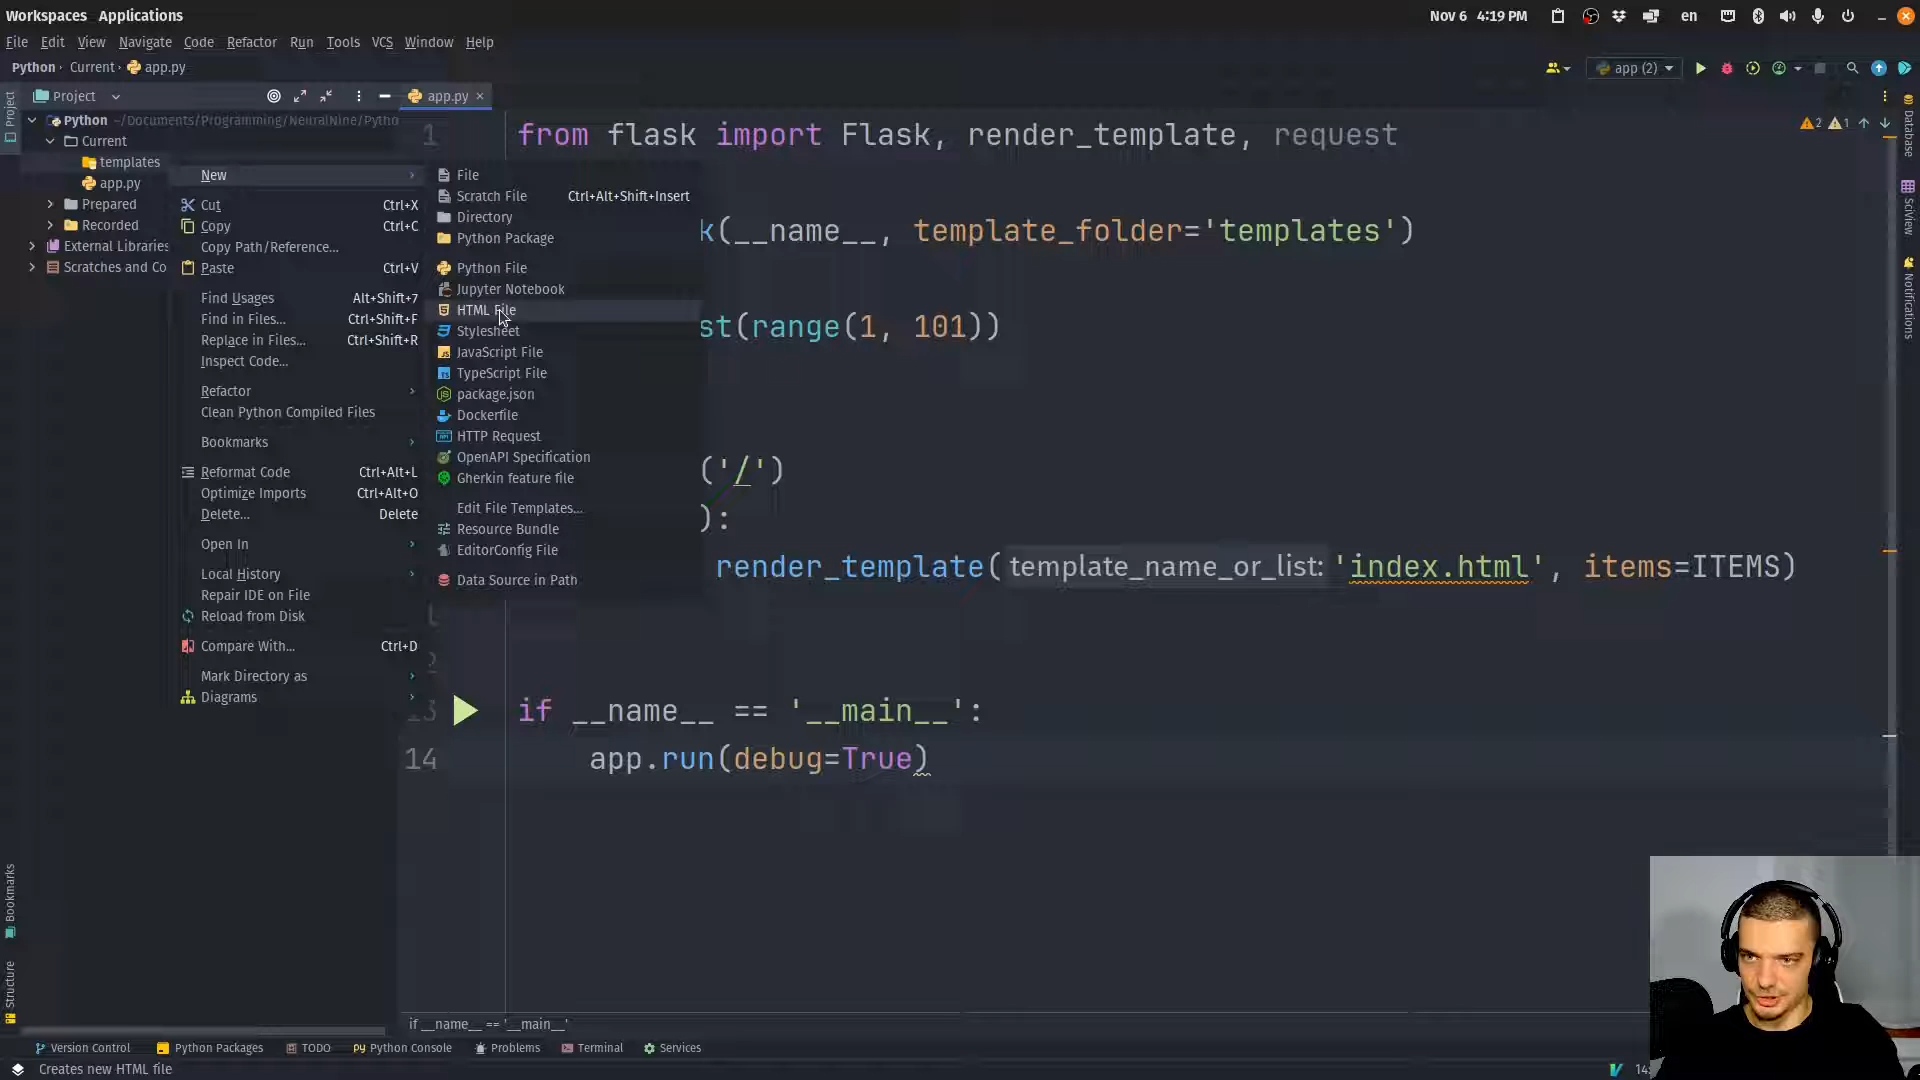 Workspaces Applications
Nov 6 4:19 PM
en
File Edit View Navigate Code Refactor Run Tools VCS Window Help
Python Current app.py
app (2)
Project
app.py
Python ~/Documents/Programming/NeuralNine/Pytho
Current
templates
app.py
Prepared
Recorded
External Libraries
Scratches and Co
New
Cut Ctrl+X
Copy Ctrl+C
Copy Path/Reference...
Paste Ctrl+V
Find Usages Alt+Shift+7
Find in Files... Ctrl+Shift+F
Replace in Files... Ctrl+Shift+R
Inspect Code...
Refactor
Clean Python Compiled Files
Bookmarks
Reformat Code Ctrl+Alt+L
Optimize Imports Ctrl+Alt+O
Delete... Delete
Open In
Local History
Repair IDE on File
Reload from Disk
Compare With... Ctrl+D
Mark Directory as
Diagrams
File
Scratch File Ctrl+Alt+Shift+Insert
Directory
Python Package
Python File
Jupyter Notebook
HTML File
Stylesheet
JavaScript File
TypeScript File
package.json
Dockerfile
HTTP Request
OpenAPI Specification
Gherkin feature file
Edit File Templates...
Resource Bundle
EditorConfig File
Data Source in Path
1 from flask import Flask, render_template, request
k(__name__, template_folder='templates')
st(range(1, 101))
('/')
):
render_template(template_name_or_list: 'index.html', items=ITEMS)
13 if __name__ == '__main__':
14 app.run(debug=True)
2 1
Project
Bookmarks
Structure
Database
SciView
Notifications
if __name__ == '__main__'
Version Control Python Packages TODO Python Console Problems Terminal Services
Creates new HTML file